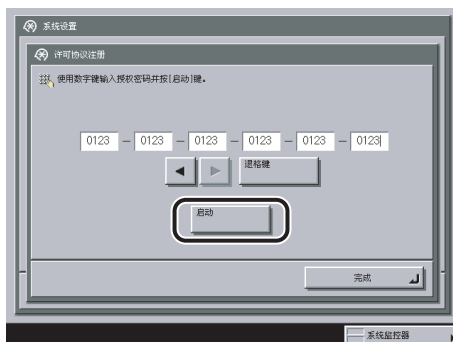 系统设置
许可协议注册
使用数字键输入授权密码并按[启动]键。
0123 – 0123 – 0123 – 0123 – 0123 – 0123
退格键
启动
完成
系统监控器